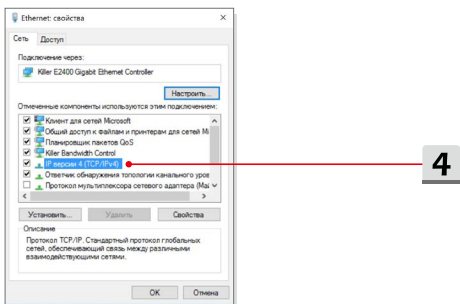 Ethernet: свойства
Сеть Доступ
Подключение через:
Killer E2400 Gigabit Ethernet Controller
Настроить...
Отмеченные компоненты используются этим подключением:
Клиент для сетей Microsoft
Общий доступ к файлам и принтерам для сетей Mi
Планировщик пакетов QoS
Killer Bandwidth Control
IP версии 4 (TCP/IPv4)
4
Ответчик обнаружения топологии канального уров
Протокол мультиплексора сетевого адаптера (Май
Установить... Удалить Свойства
Описание
Протокол TCP/IP. Стандартный протокол глобальных
сетей, обеспечивающий связь между различными
взаимодействующими сетями.
OK Отмена